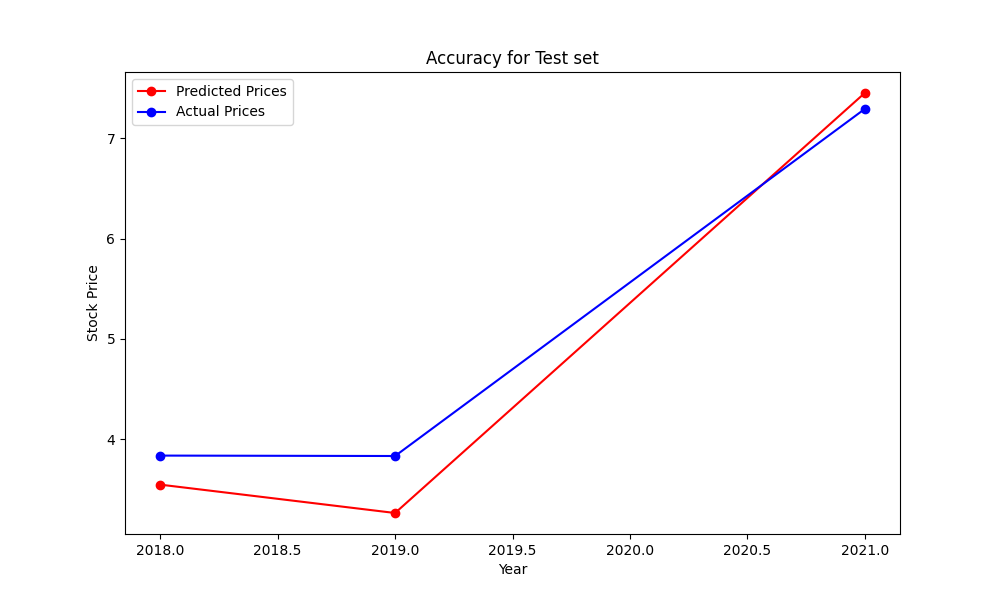 Accuracy for Test set
Predicted Prices
Actual Prices
7
6
5
4
Stock Price
2018.0 2018.5 2019.0 2019.5 2020.0 2020.5 2021.0
Year